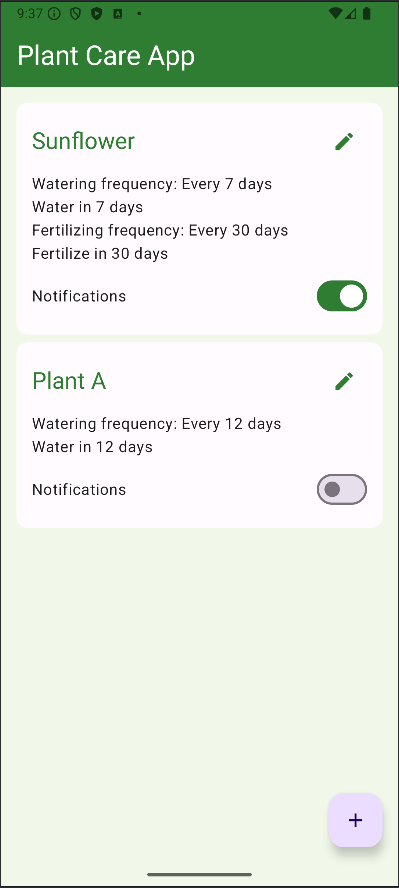 9:37
Plant Care App
Sunflower
Watering frequency: Every 7 days
Water in 7 days
Fertilizing frequency: Every 30 days
Fertilize in 30 days
Notifications
Plant A
Watering frequency: Every 12 days
Water in 12 days
Notifications
+